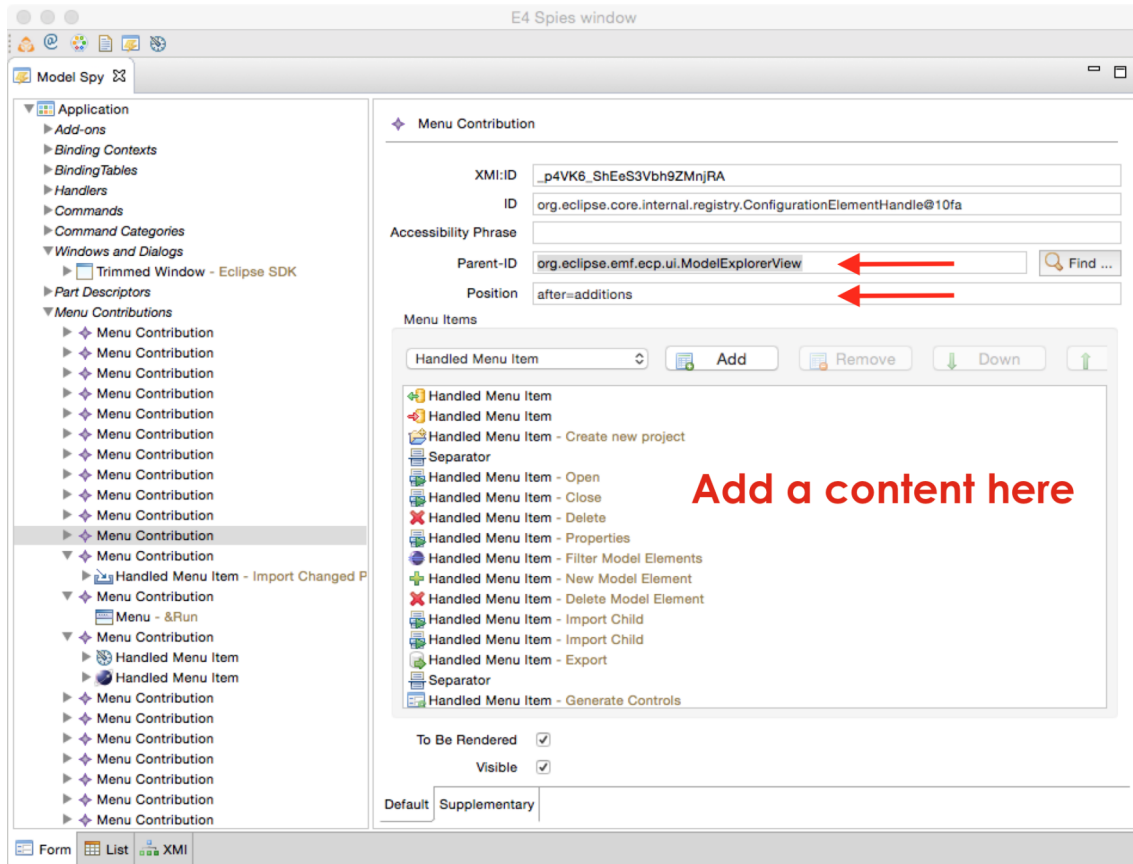 E4 Spies window
Model Spy
Application
Add-ons
Binding Contexts
BindingTables
Handlers
Commands
Command Categories
Windows and Dialogs
Trimmed Window - Eclipse SDK
Part Descriptors
Menu Contributions
Menu Contribution
Menu Contribution
Menu Contribution
Menu Contribution
Menu Contribution
Menu Contribution
Menu Contribution
Menu Contribution
Menu Contribution
Menu Contribution
Menu Contribution
Menu Contribution
Handled Menu Item - Import Changed P
Menu Contribution
Menu - &Run
Menu Contribution
Handled Menu Item
Handled Menu Item
Menu Contribution
Menu Contribution
Menu Contribution
Menu Contribution
Menu Contribution
Menu Contribution
Menu Contribution
Menu Contribution
XMI:ID _p4VK6_ShEeS3Vbh9ZMnjRA
ID org.eclipse.core.internal.registry.ConfigurationElementHandle@10fa
Accessibility Phrase
Parent-ID org.eclipse.emf.ecp.ui.ModelExplorerView Find ...
Position after=additions
Menu Items
Handled Menu Item Add Remove Down
Handled Menu Item
Handled Menu Item
Handled Menu Item - Create new project
Separator
Handled Menu Item - Open
Handled Menu Item - Close
Handled Menu Item - Delete
Handled Menu Item - Properties
Handled Menu Item - Filter Model Elements
Handled Menu Item - New Model Element
Handled Menu Item - Delete Model Element
Handled Menu Item - Import Child
Handled Menu Item - Import Child
Handled Menu Item - Export
Separator
Handled Menu Item - Generate Controls
Add a content here
To Be Rendered
Visible
Default Supplementary
Form List XMI